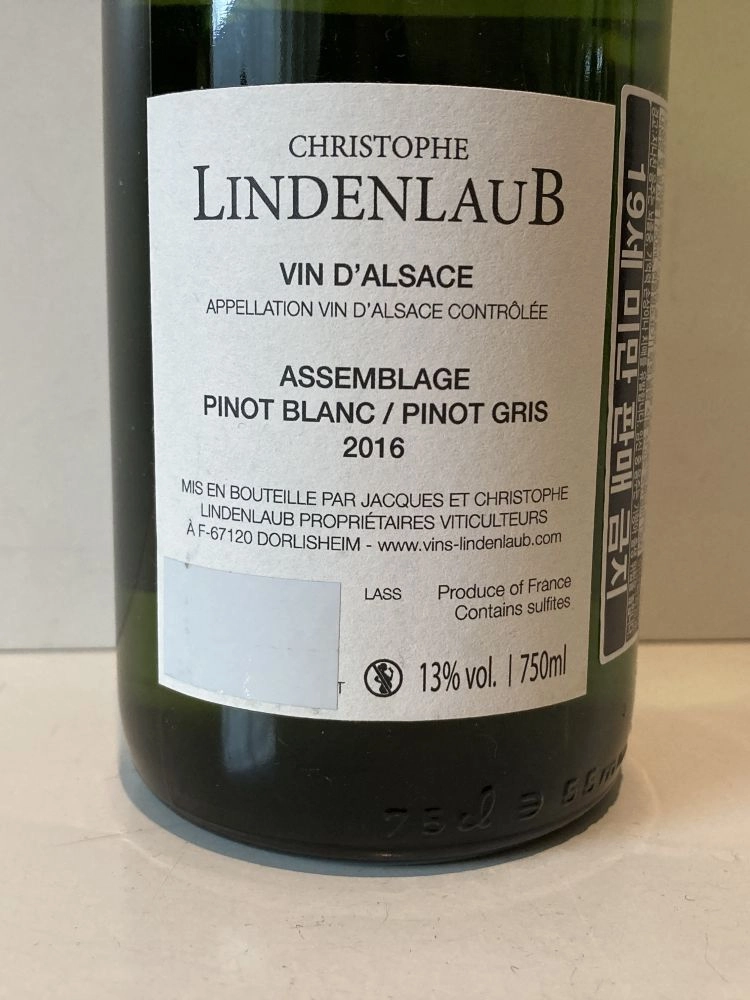 CHRISTOPHE
LINDENLAUB
VIN D'ALSACE
APPELLATION VIN D'ALSACE CONTRÔLÉE
ASSEMBLAGE
PINOT BLANC / PINOT GRIS
2016
MIS EN BOUTEILLE PAR JACQUES ET CHRISTOPHE
LINDENLAUB PROPRIÉTAIRES VITICULTEURS
À F-67120 DORLISHEIM - www.vins-lindenlaub.com
LASS
Produce of France
Contains sulfites
T
13% vol. | 750ml
19세 미만 판매 금지
75cl